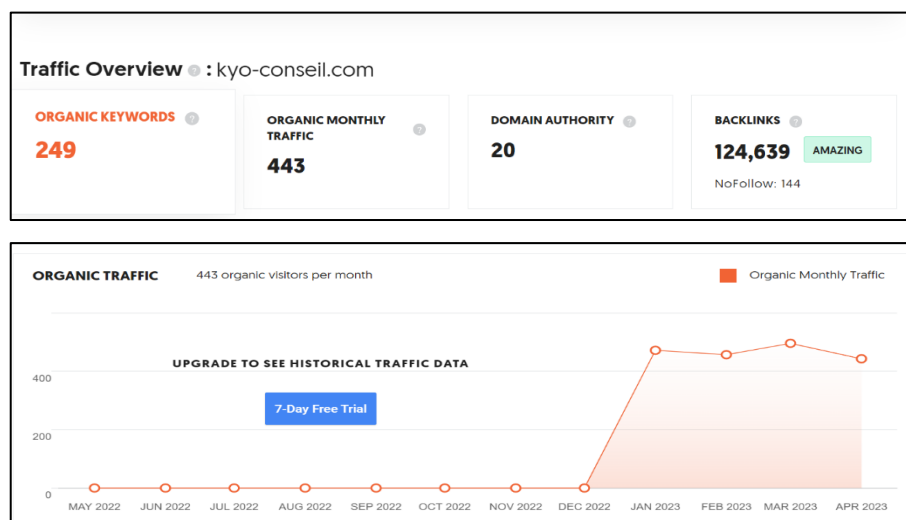 Traffic Overview ? : kyo-conseil.com
ORGANIC KEYWORDS ?
249
ORGANIC MONTHLY
TRAFFIC ?
443
DOMAIN AUTHORITY ?
20
BACKLINKS ?
124,639 AMAZING
NoFollow: 144
ORGANIC TRAFFIC 443 organic visitors per month Organic Monthly Traffic
UPGRADE TO SEE HISTORICAL TRAFFIC DATA
7-Day Free Trial
400
200
0
MAY 2022 JUN 2022 JUL 2022 AUG 2022 SEP 2022 OCT 2022 NOV 2022 DEC 2022 JAN 2023 FEB 2023 MAR 2023 APR 2023